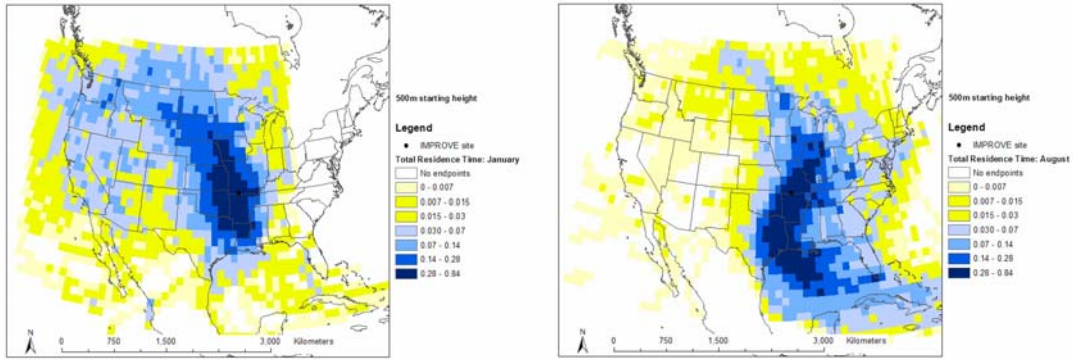 500m starting height
Legend
IMPROVE site
Total Residence Time: January
No endpoints
0 - 0.007
0.007 - 0.015
0.015 - 0.03
0.030 - 0.07
0.07 - 0.14
0.14 - 0.28
0.28 - 0.84
N
0 750 1,500 3,000 Kilometers
500m starting height
Legend
IMPROVE site
Total Residence Time: August
No endpoints
0 - 0.007
0.007 - 0.015
0.015 - 0.03
0.030 - 0.07
0.07 - 0.14
0.14 - 0.28
0.28 - 0.84
N
0 750 1,500 3,000 Kilometers